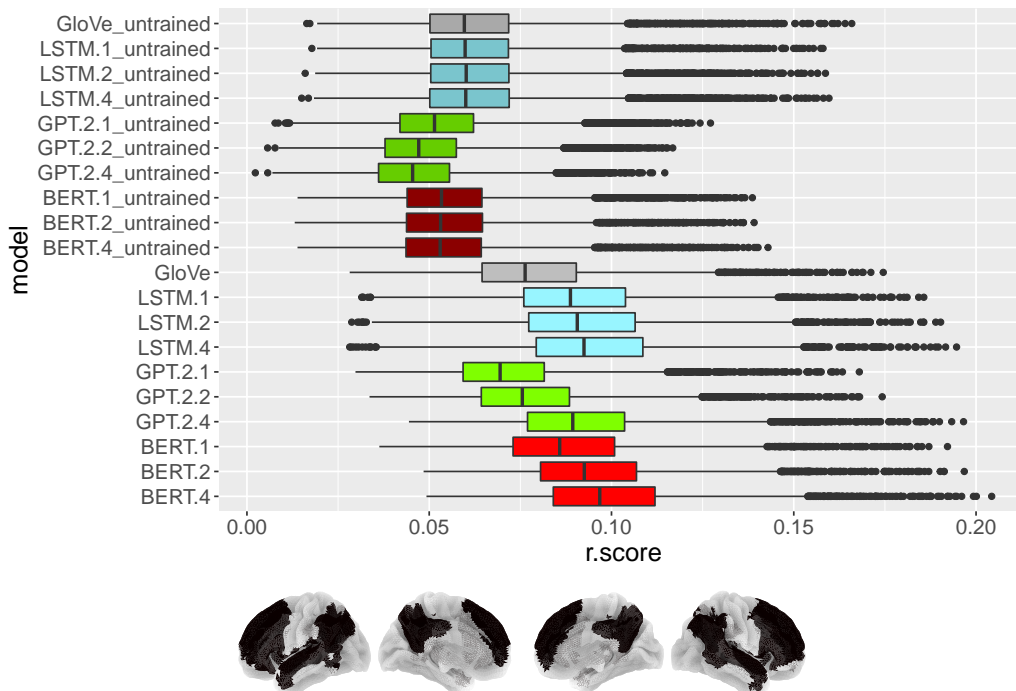 GloVe_untrained
LSTM.1_untrained
LSTM.2_untrained
LSTM.4_untrained
GPT.2.1_untrained
GPT.2.2_untrained
GPT.2.4_untrained
BERT.1_untrained
BERT.2_untrained
BERT.4_untrained
GloVe
LSTM.1
LSTM.2
LSTM.4
GPT.2.1
GPT.2.2
GPT.2.4
BERT.1
BERT.2
BERT.4
model
0.00 0.05 0.10 0.15 0.20
r.score